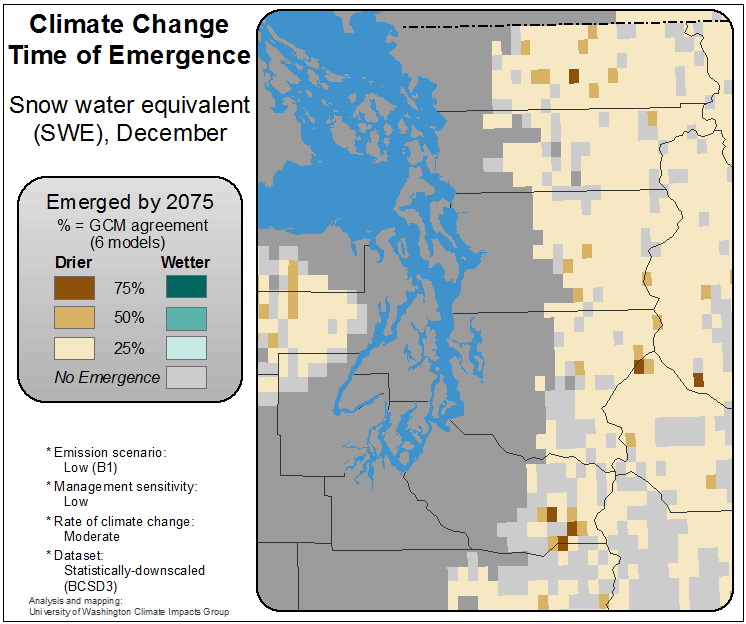 Climate Change
Time of Emergence
Snow water equivalent
(SWE), December
Emerged by 2075
% = GCM agreement
(6 models)
Drier Wetter
75%
50%
25%
No Emergence
* Emission scenario:
Low (B1)
* Management sensitivity:
Low
* Rate of climate change:
Moderate
* Dataset:
Statistically-downscaled
(BCSD3)
Analysis and mapping:
University of Washington Climate Impacts Group